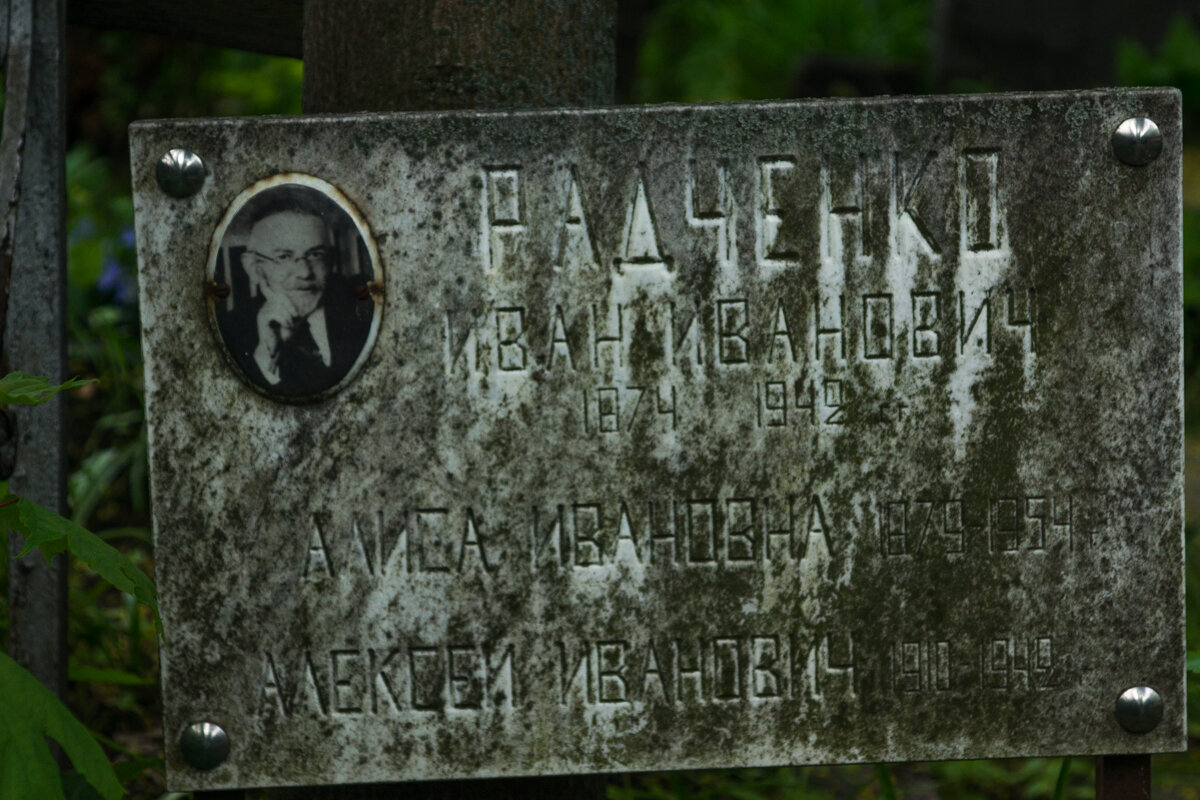 РАДЧЕНКО
ИВАН ИВАНОВИЧ
1874 1942 г.
АЛИСА ИВАНОВНА 1879-1954 г
АЛЕКСЕЙ ИВАНОВИЧ 1910-1942 г